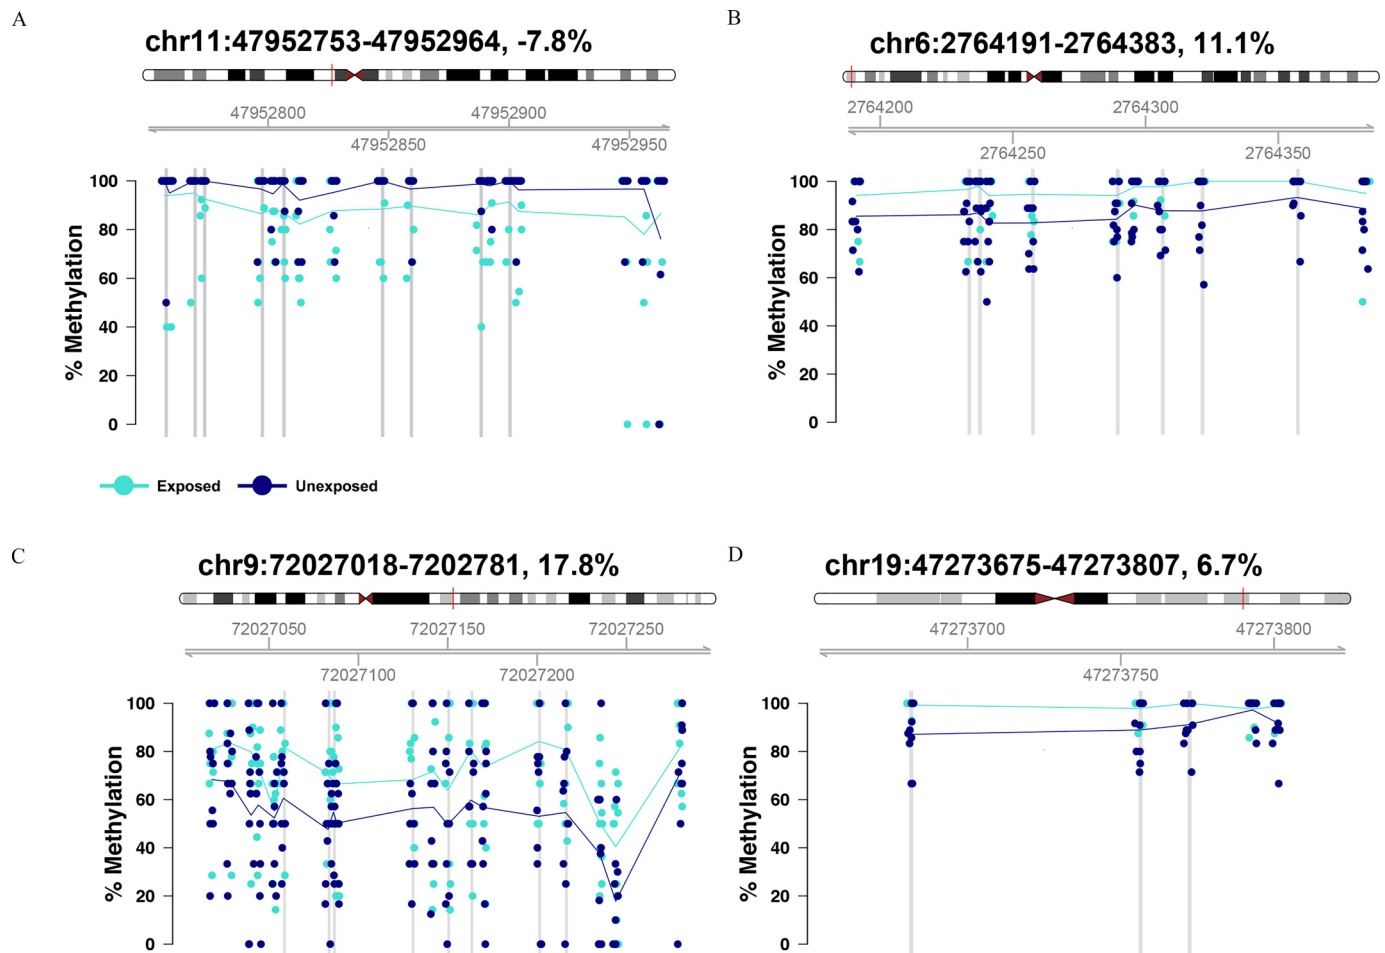 A
chr11:47952753-47952964, -7.8%
47952800 47952900
47952850 47952950
100
80
60
40
20
0
% Methylation
Exposed Unexposed
B
chr6:2764191-2764383, 11.1%
2764200 2764300
2764250 2764350
100
80
60
40
20
0
% Methylation
C
chr9:72027018-7202781, 17.8%
72027050 72027150 72027250
72027100 72027200
100
80
60
40
20
0
% Methylation
D
chr19:47273675-47273807, 6.7%
47273700 47273800
47273750
100
80
60
40
20
0
% Methylation